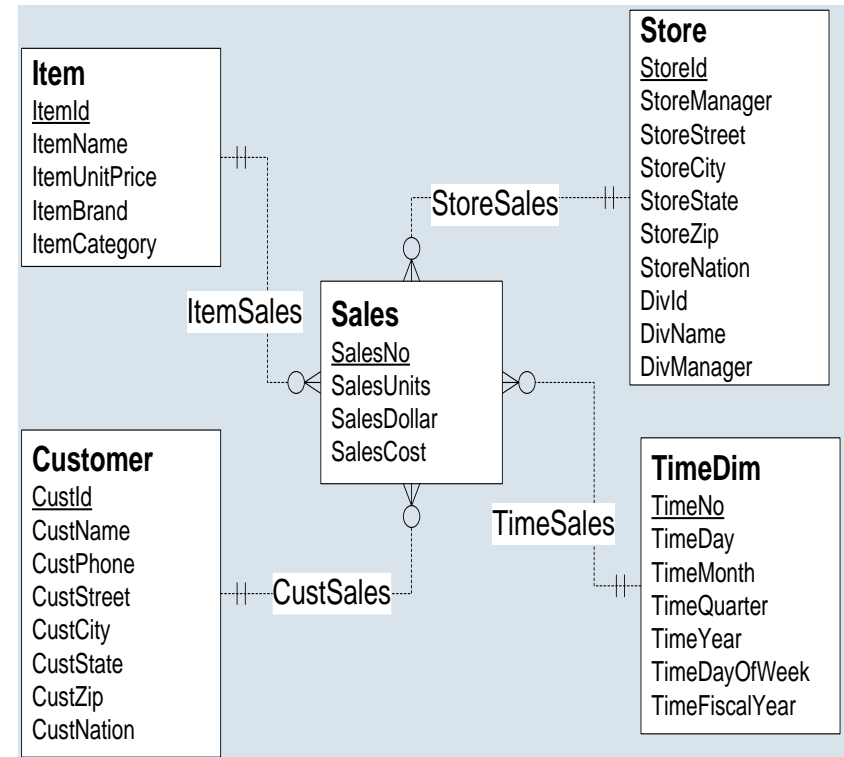 Item
ItemId
ItemName
ItemUnitPrice
ItemBrand
ItemCategory
Store
StoreId
StoreManager
StoreStreet
StoreCity
StoreState
StoreZip
StoreNation
DivId
DivName
DivManager
StoreSales
ItemSales
Sales
SalesNo
SalesUnits
SalesDollar
SalesCost
Customer
CustId
CustName
CustPhone
CustStreet
CustCity
CustState
CustZip
CustNation
CustSales
TimeSales
TimeDim
TimeNo
TimeDay
TimeMonth
TimeQuarter
TimeYear
TimeDayOfWeek
TimeFiscalYear